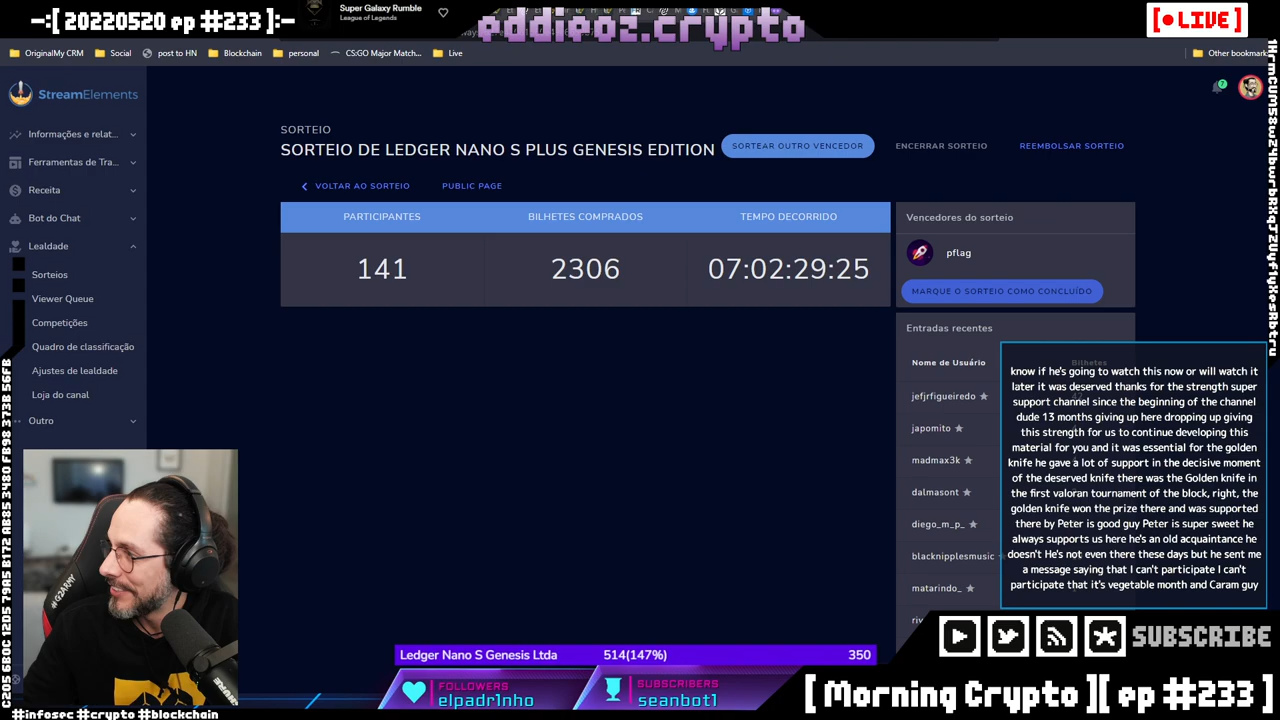 -:[ 20220520 ep #233 ]:-
Super Galaxy Rumble
League of Legends
eddieoz.crypto
[● LIVE]
OriginalMy CRM
Social
post to HN
Blockchain
personal
CS:GO Major Match...
Live
Other bookmark
StreamElements
7
Informações e relat...
Ferramentas de Tra...
Receita
Bot do Chat
Lealdade
Sorteios
Viewer Queue
Competições
Quadro de classificação
Ajustes de lealdade
Loja do canal
Outro
SORTEIO
SORTEIO DE LEDGER NANO S PLUS GENESIS EDITION
SORTEAR OUTRO VENCEDOR
ENCERRAR SORTEIO
REEMBOLSAR SORTEIO
VOLTAR AO SORTEIO
PUBLIC PAGE
PARTICIPANTES
BILHETES COMPRADOS
TEMPO DECORRIDO
141
2306
07:02:29:25
Vencedores do sorteio
pflag
MARQUE O SORTEIO COMO CONCLUÍDO
Entradas recentes
Nome de Usuário
Bilhetes
jefjrfigueiredo
japomito
madmax3k
dalmasont
diego_m_p_
blacknipplesmusic
matarindo_
know if he's going to watch this now or will watch it
later it was deserved thanks for the strength super
support channel since the beginning of the channel
dude 13 months giving up here dropping up giving
this strength for us to continue developing this
material for you and it was essential for the golden
knife he gave a lot of support in the decisive moment
of the deserved knife there was the Golden knife in
the first valoran tournament of the block, right, the
golden knife won the prize there and was supported
there by Peter is good guy Peter is super sweet he
always supports us here he's an old acquaintance he
doesn't He's not even there these days but he sent me
a message saying that I can't participate I can't
participate that it's vegetable month and Caram guy
#G2ARMY
Ledger Nano S Genesis Ltda
514(147%)
350
FOLLOWERS
elpadr1nho
SUBSCRIBERS
seanbot1
SUBSCRIBE
[ Morning Crypto ][ ep #233 ]
#infosec #crypto #blockchain